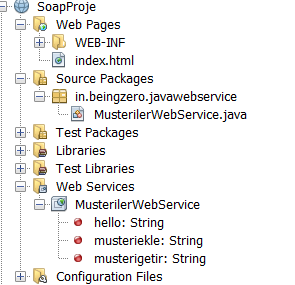 SoapProje
Web Pages
WEB-INF
index.html
Source Packages
in.beingzero.javawebservice
MusterilerWebService.java
Test Packages
Libraries
Test Libraries
Web Services
MusterilerWebService
hello: String
musteriekle: String
musterigetir: String
Configuration Files